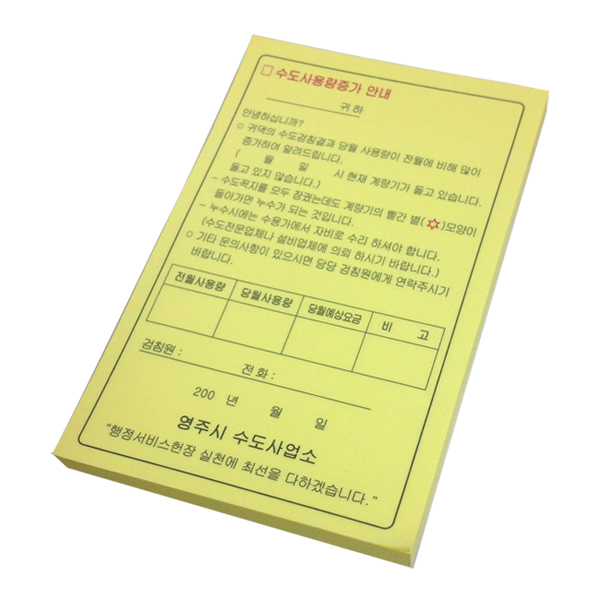 □ 수도사용량증가 안내
귀하
안녕하십니까?
○ 귀댁의 수도검침결과 당월 사용량이 전월에 비해 많이
증가하여 알려드립니다.
( 월 일 시 현재 계량기가 돌고 있습니다.
돌고 있지 않습니다.)
- 수도꼭지를 모두 잠궜는데도 계량기의 빨간 별(✡)모양이
돌아가면 누수가 되는 것입니다.
- 누수시에는 수용가에서 자비로 수리 하셔야 합니다.
(수도전문업체나 설비업체에 의뢰 하시기 바랍니다.)
○ 기타 문의사항이 있으시면 담당 검침원에게 연락주시기
바랍니다.
전월사용량 당월사용량 당월예상요금 비 고
검침원 :
전화 :
200 년 월 일
영주시 수도사업소
"행정서비스헌장 실천에 최선을 다하겠습니다."